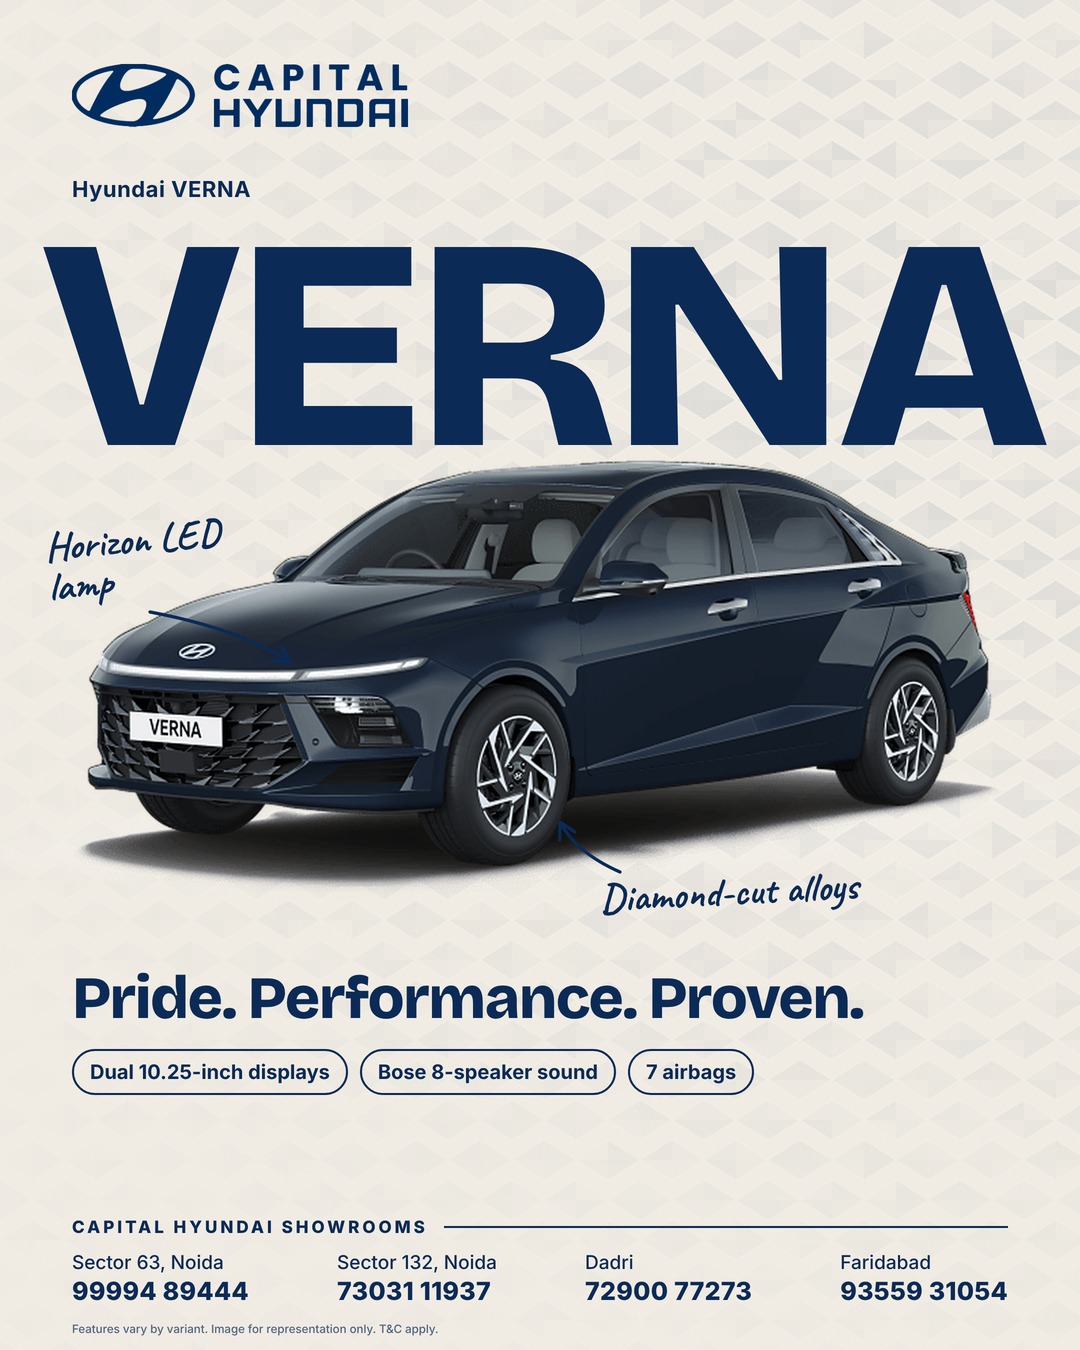 CAPITAL
HYUNDAI
Hyundai VERNA
VERNA
Horizon LED
lamp
VERNA
Diamond-cut alloys
Pride. Performance. Proven.
Dual 10.25-inch displays
Bose 8-speaker sound
7 airbags
CAPITAL HYUNDAI SHOWROOMS
Sector 63, Noida
99994 89444
Sector 132, Noida
73031 11937
Dadri
72900 77273
Faridabad
93559 31054
Features vary by variant. Image for representation only. T&C apply.